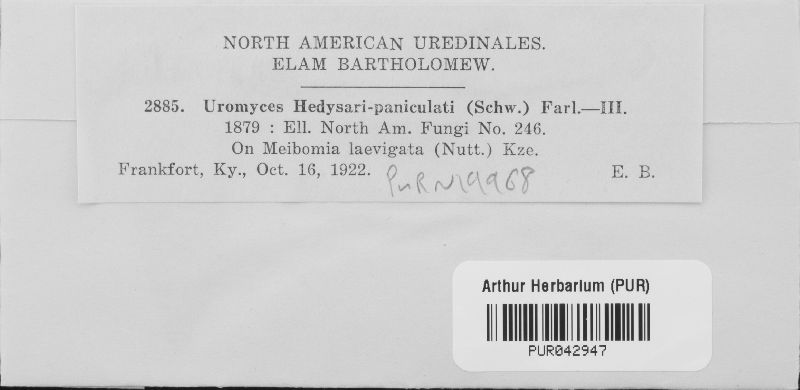 NORTH AMERICAN UREDINALES.
ELAM BARTHOLOMEW.
2885. Uromyces Hedysari-paniculati (Schw.) Farl.—III.
1879 : Ell. North Am. Fungi No. 246.
On Meibomia laevigata (Nutt.) Kze.
Frankfort, Ky., Oct. 16, 1922. PUR N19968 E. B.
Arthur Herbarium (PUR)
PUR042947